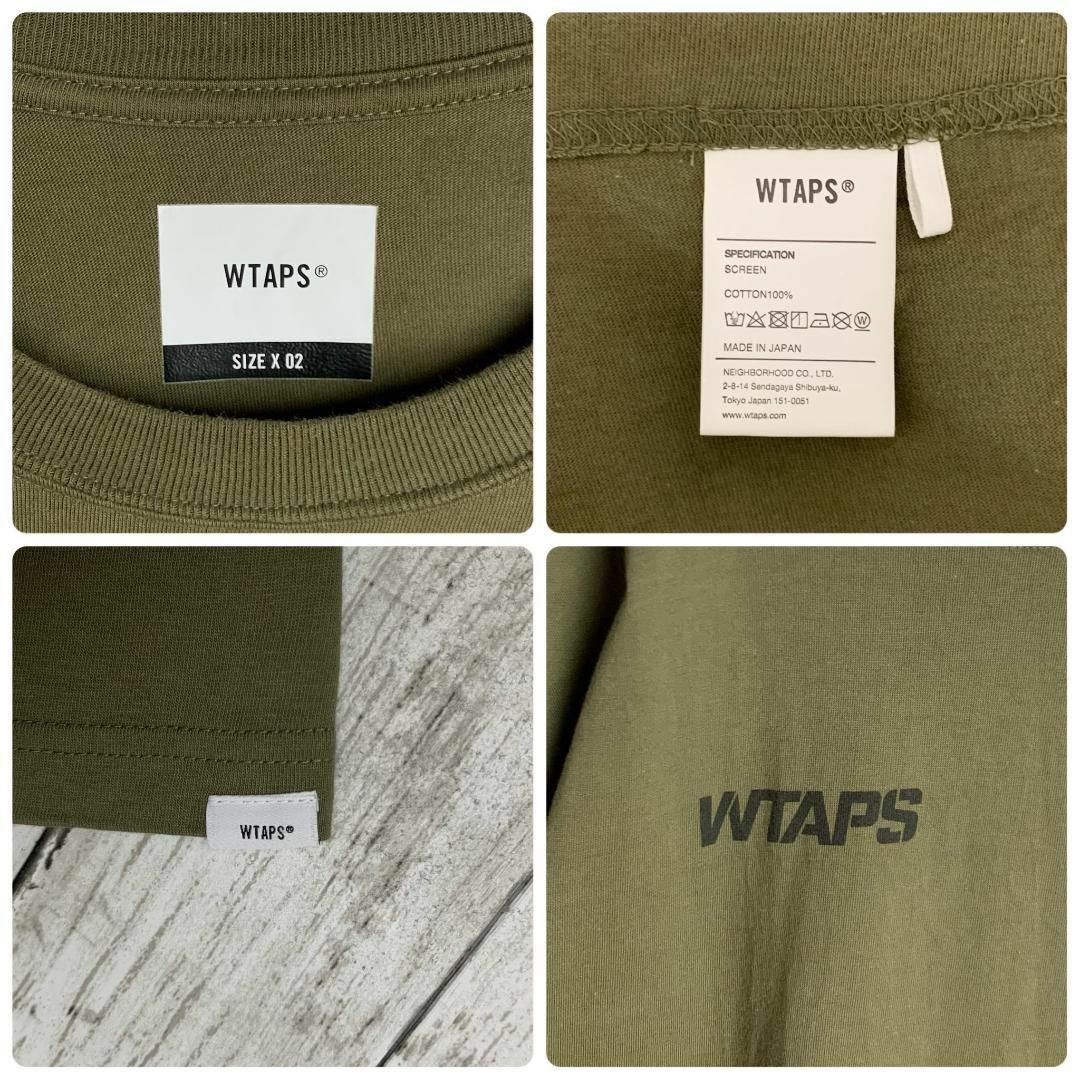 WTAPS®
SIZE X 02
WTAPS®
SPECIFICATION
SCREEN
COTTON100%
W
MADE IN JAPAN
NEIGHBORHOOD CO., LTD.
2-8-14 Sendagaya Shibuya-ku,
Tokyo Japan 151-0051
www.wtaps.com
WTAPS®
WTAPS